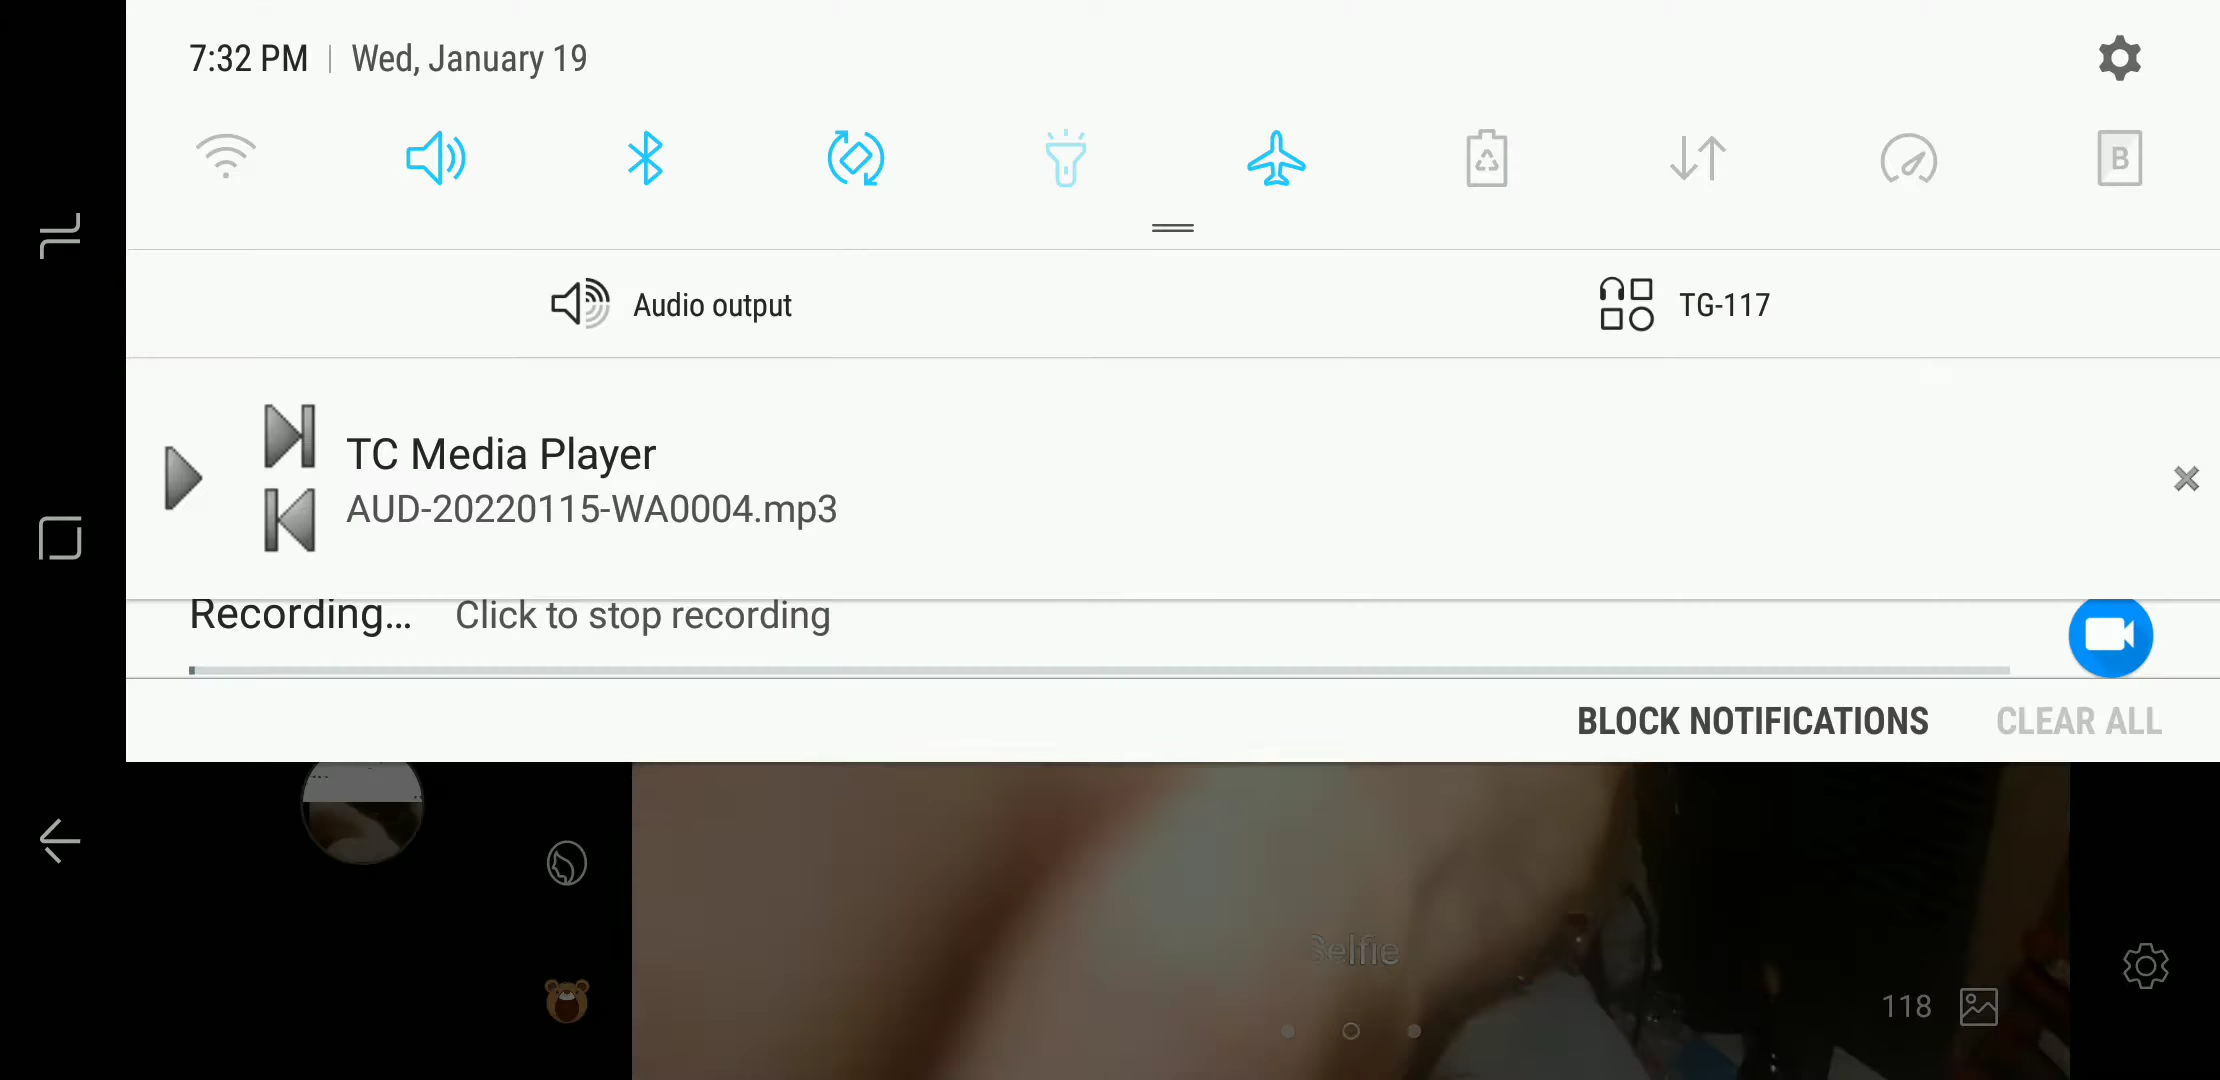 7:32 PM | Wed, January 19
B
Audio output
TG-117
TC Media Player
AUD-20220115-WA0004.mp3
Recording... Click to stop recording
BLOCK NOTIFICATIONS CLEAR ALL
Selfie
118